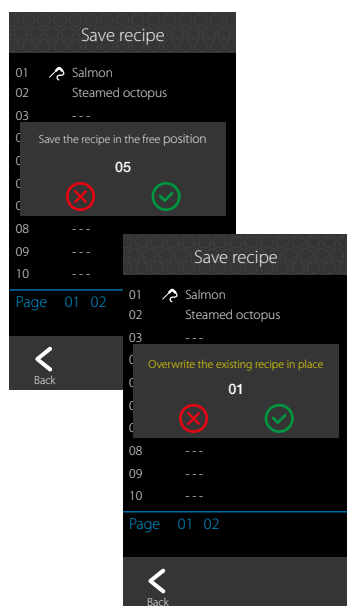 Save recipe
01 Salmon
02 Steamed octopus
03 ---
Save the recipe in the free position
05
08 ---
09 ---
10 ---
Page 01 02
Back
Save recipe
01 Salmon
02 Steamed octopus
03 ---
Overwrite the existing recipe in place
01
08 ---
09 ---
10 ---
Page 01 02
Back